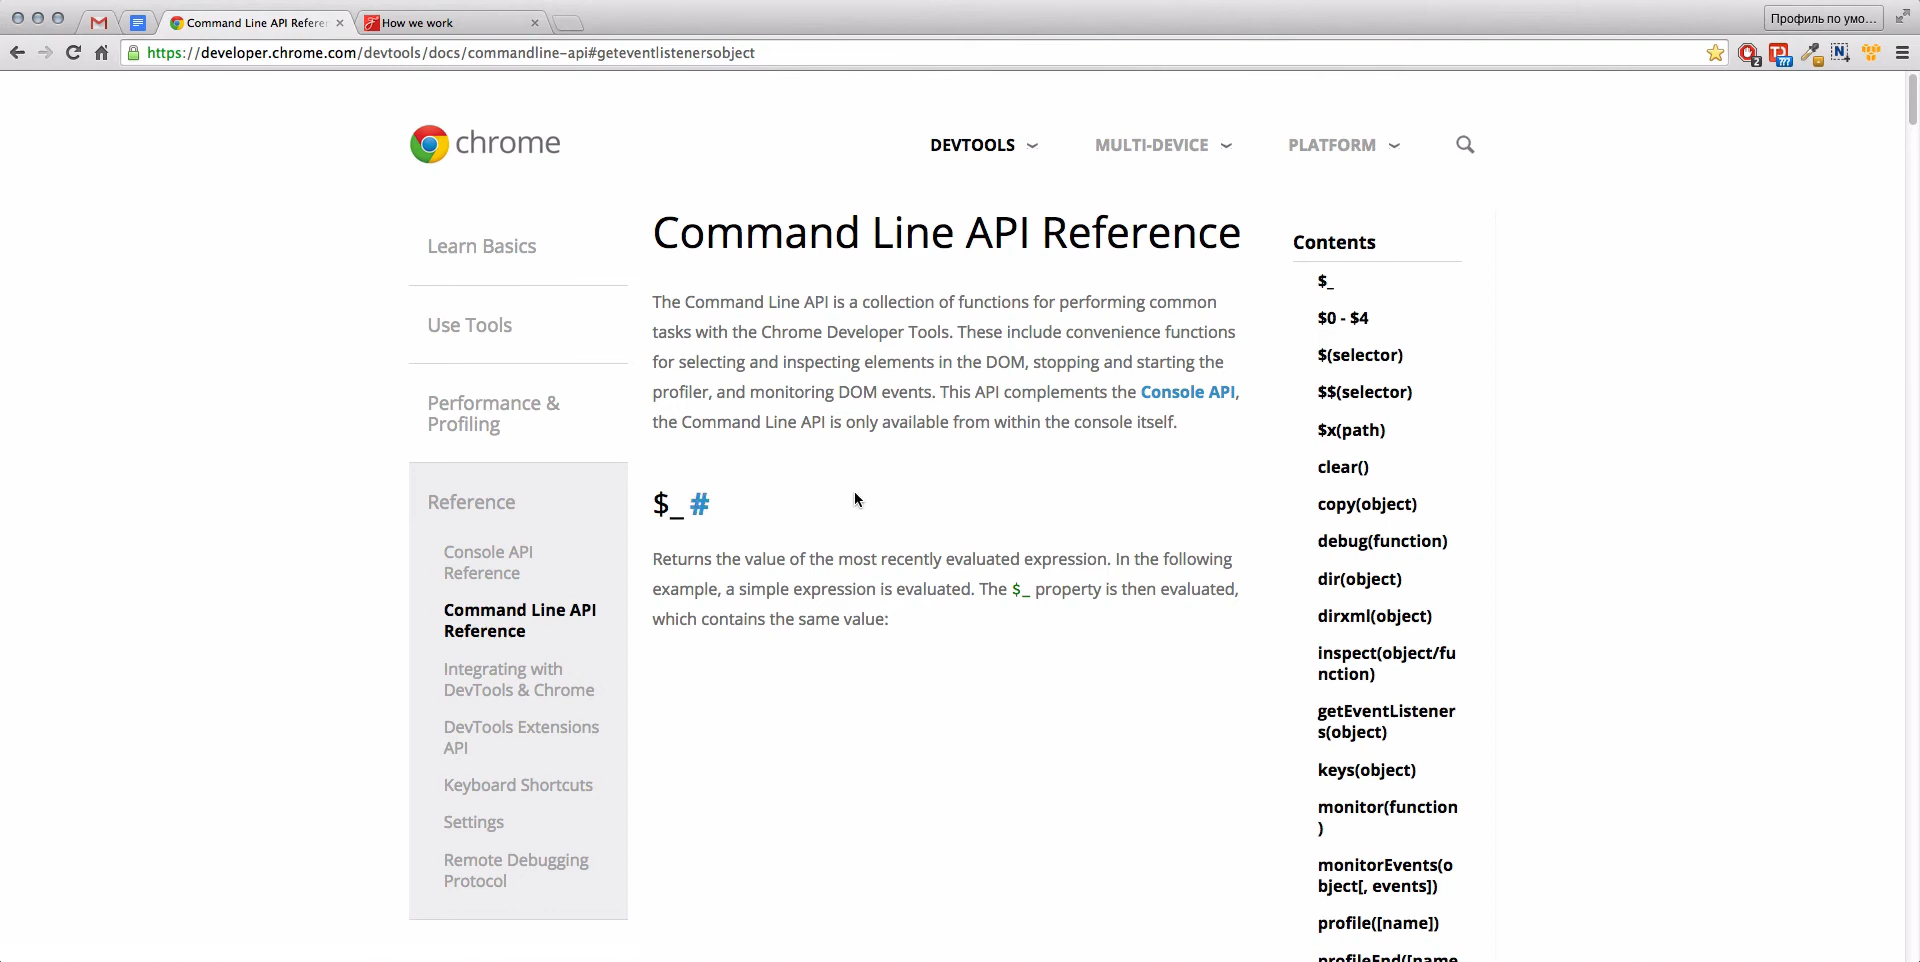 Command Line API Referen
How we work
Профиль по умо...
https://developer.chrome.com/devtools/docs/commandline-api#geteventlistenersobject
2
???
N
chrome
DEVTOOLS
MULTI-DEVICE
PLATFORM
Learn Basics
Use Tools
Performance &
Profiling
Reference
Console API
Reference
Command Line API
Reference
Integrating with
DevTools & Chrome
DevTools Extensions
API
Keyboard Shortcuts
Settings
Remote Debugging
Protocol
Command Line API Reference
The Command Line API is a collection of functions for performing common
tasks with the Chrome Developer Tools. These include convenience functions
for selecting and inspecting elements in the DOM, stopping and starting the
profiler, and monitoring DOM events. This API complements the Console API,
the Command Line API is only available from within the console itself.
$_ #
Returns the value of the most recently evaluated expression. In the following
example, a simple expression is evaluated. The $_ property is then evaluated,
which contains the same value:
Contents
$_
$0 - $4
$(selector)
$$(selector)
$x(path)
clear()
copy(object)
debug(function)
dir(object)
dirxml(object)
inspect(object/fu
nction)
getEventListener
s(object)
keys(object)
monitor(function
)
monitorEvents(o
bject[, events])
profile([name])
profileEnd([name